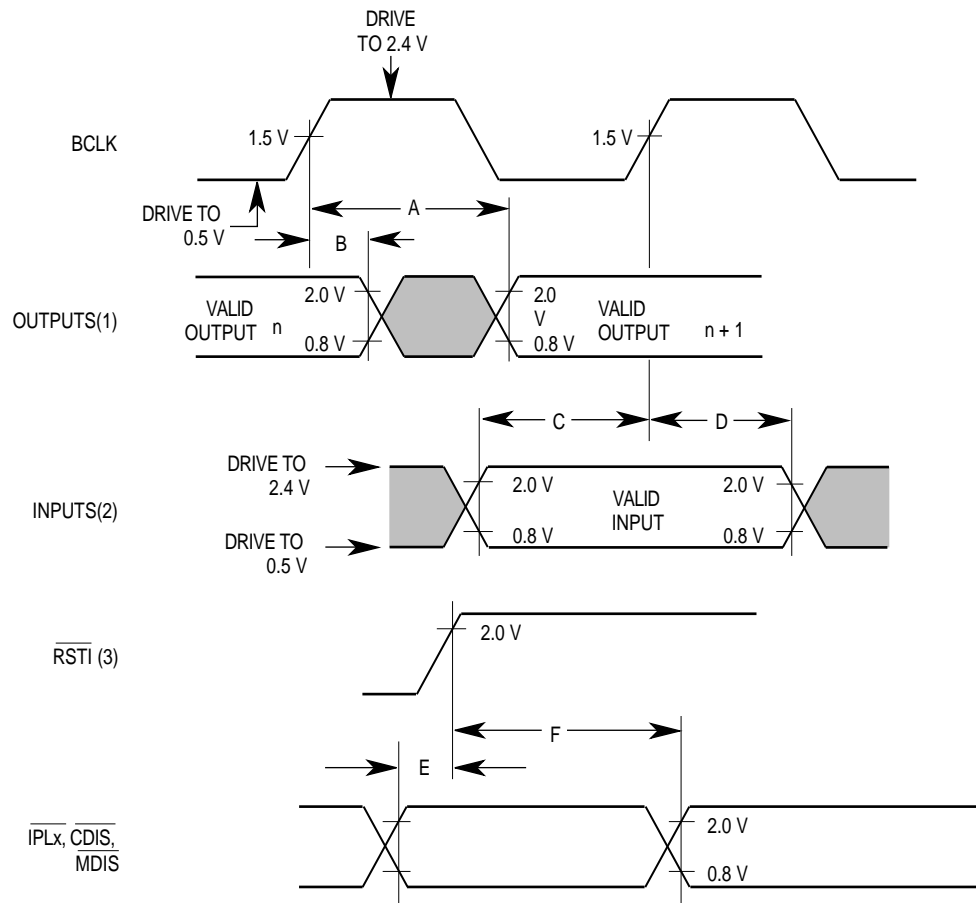 DRIVE
TO 2.4 V
BCLK
1.5 V
1.5 V
DRIVE TO
0.5 V
A
B
OUTPUTS(1)
VALID
OUTPUT n
2.0 V
0.8 V
2.0
V
0.8 V
VALID
OUTPUT n + 1
C
D
INPUTS(2)
DRIVE TO
2.4 V
DRIVE TO
0.5 V
2.0 V
0.8 V
VALID
INPUT
2.0 V
0.8 V
RSTI (3)
2.0 V
F
E
IPLx, CDIS,
MDIS
2.0 V
0.8 V